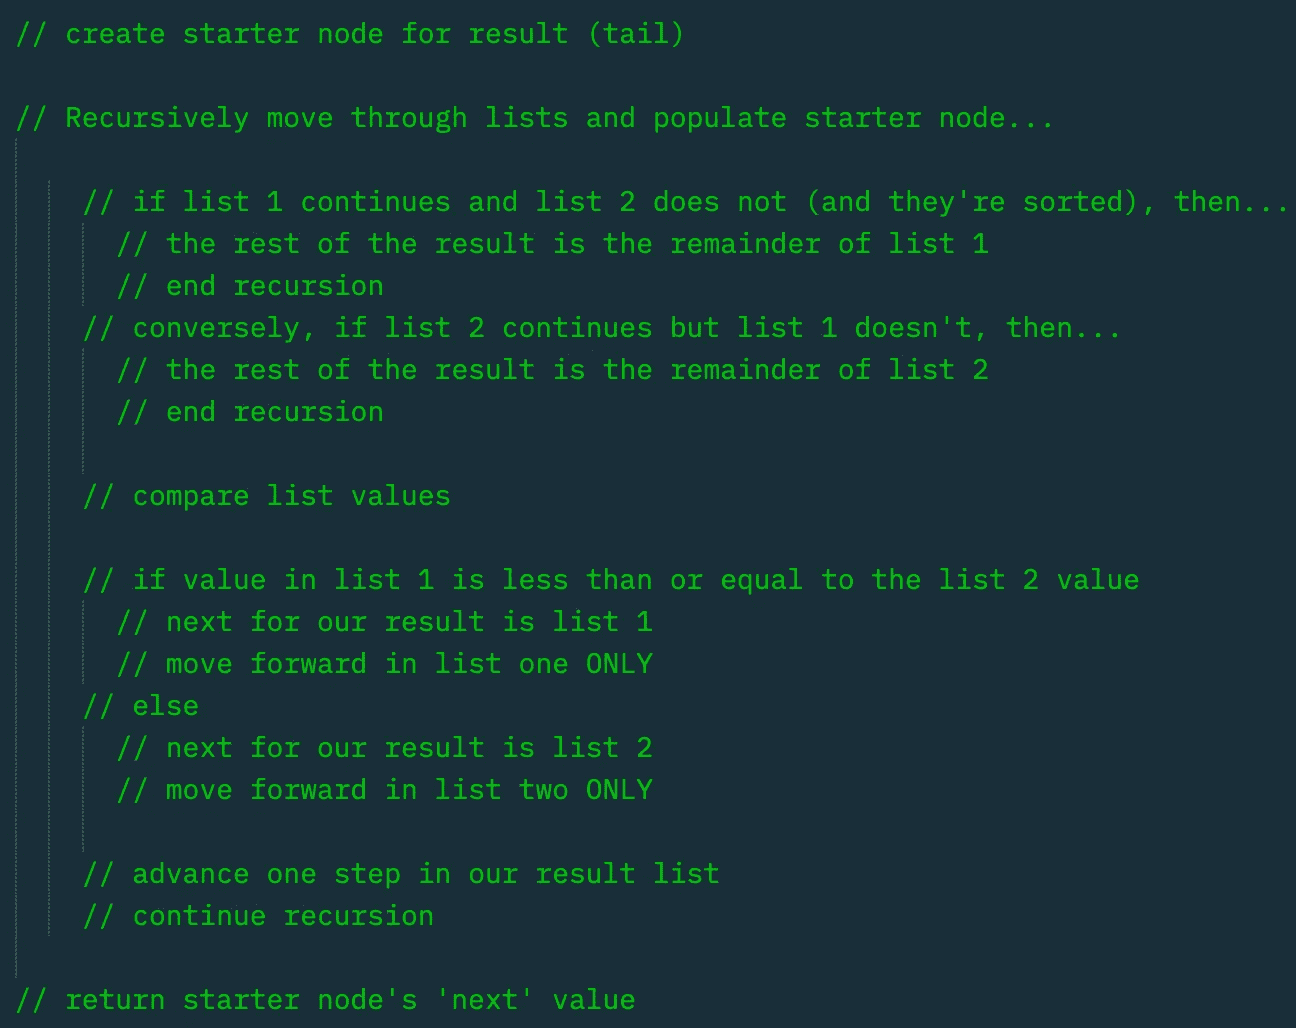 // create starter node for result (tail)
// Recursively move through lists and populate starter node...
// if list 1 continues and list 2 does not (and they're sorted), then...
// the rest of the result is the remainder of list 1
// end recursion
// conversely, if list 2 continues but list 1 doesn't, then...
// the rest of the result is the remainder of list 2
// end recursion
// compare list values
// if value in list 1 is less than or equal to the list 2 value
// next for our result is list 1
// move forward in list one ONLY
// else
// next for our result is list 2
// move forward in list two ONLY
// advance one step in our result list
// continue recursion
// return starter node's 'next' value